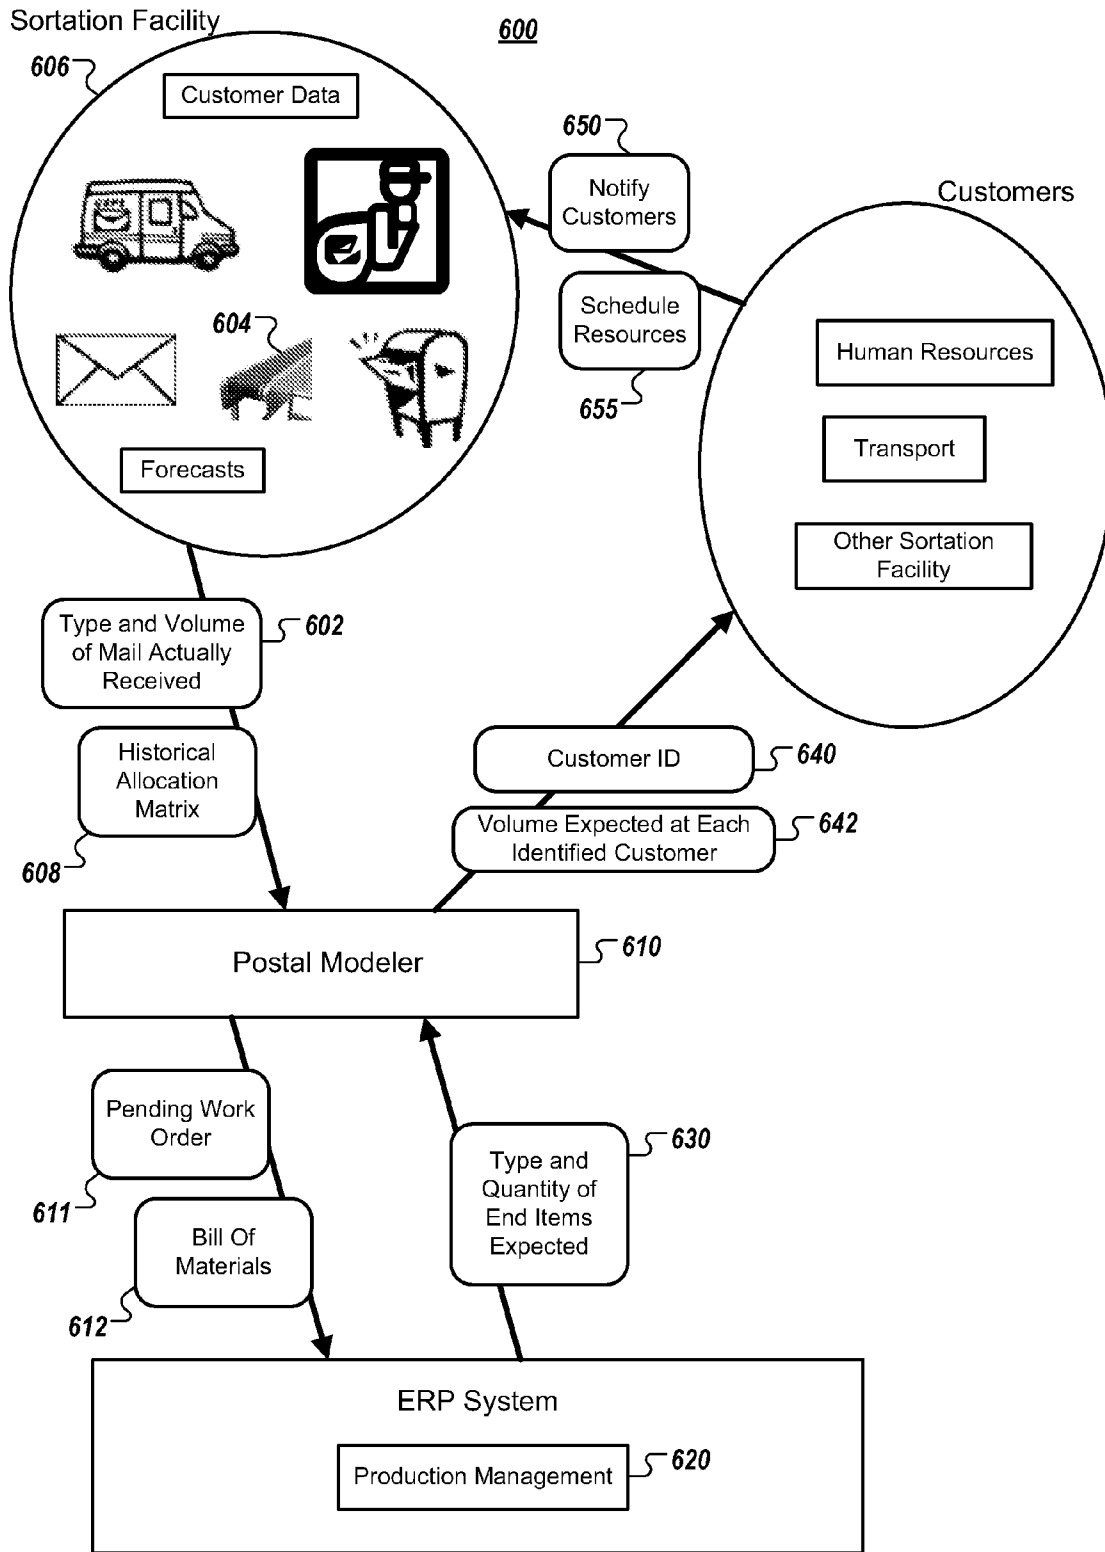 Sortation Facility
600
606
Customer Data
650
Notify
Customers
Customers
604
Schedule
Resources
655
Human Resources
Transport
Other Sortation
Facility
Forecasts
Type and Volume
of Mail Actually
Received
602
Historical
Allocation
Matrix
608
Customer ID
640
Volume Expected at Each
Identified Customer
642
Postal Modeler
610
Pending Work
Order
611
Bill Of
Materials
612
Type and
Quantity of
End Items
Expected
630
ERP System
Production Management
620